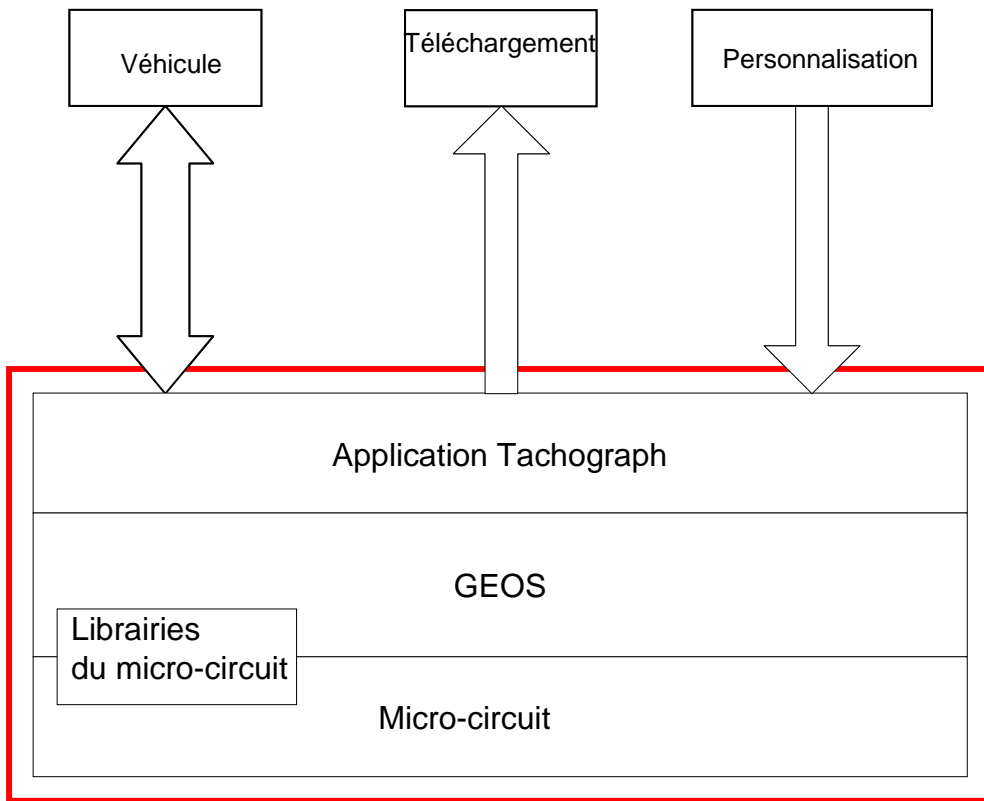 Véhicule
Téléchargement
Personnalisation
Application Tachograph
GEOS
Librairies
du micro-circuit
Micro-circuit